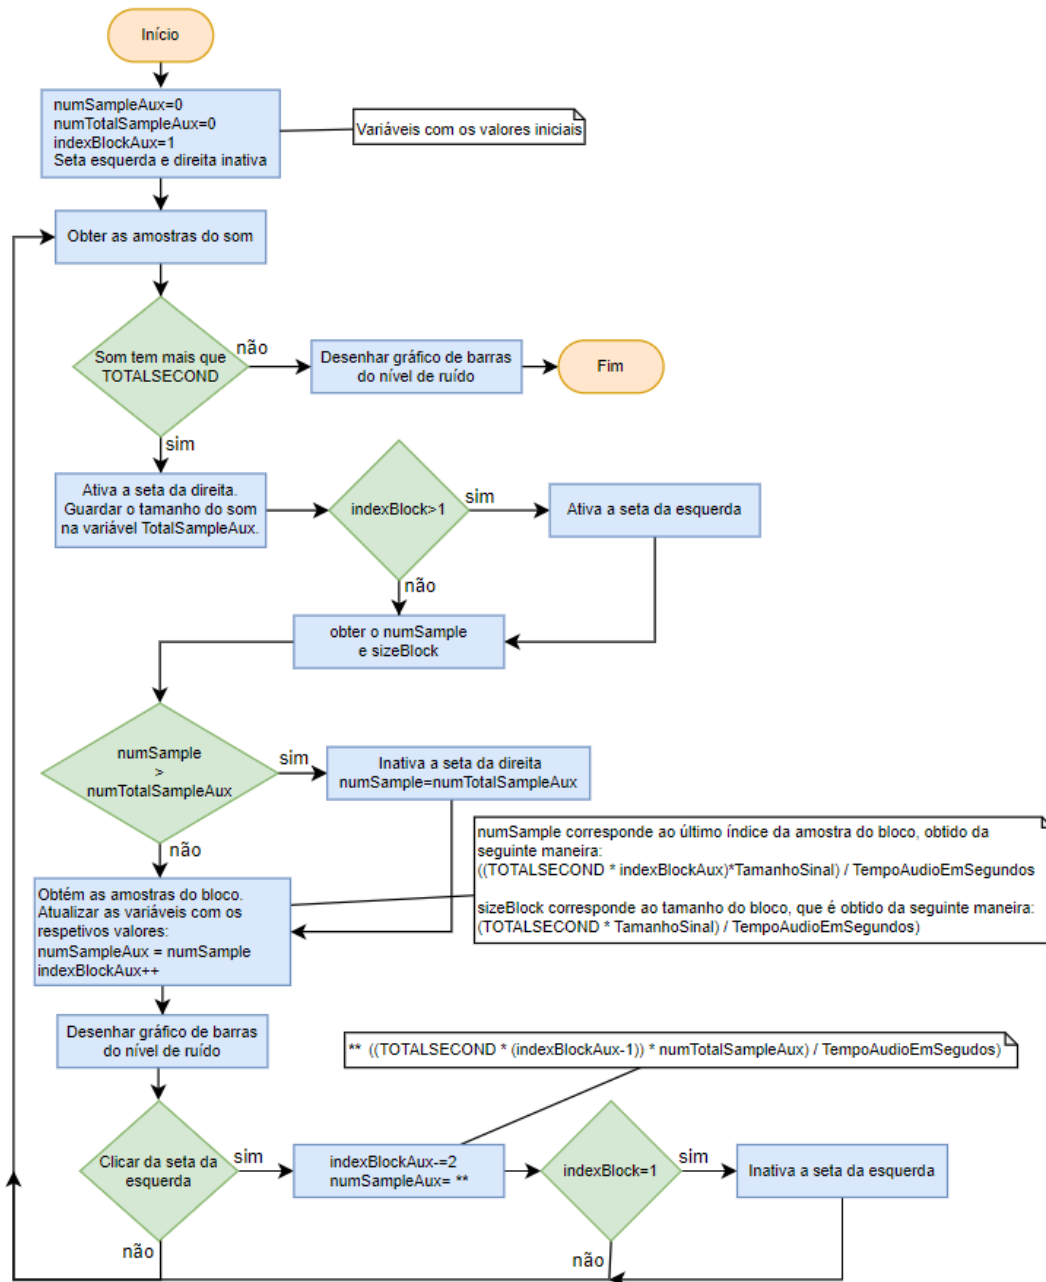 Início
numSampleAux=0
numTotalSampleAux=0
indexBlockAux=1
Seta esquerda e direita inativa
Variáveis com os valores iniciais
Obter as amostras do som
Som tem mais que
TOTALSECOND
não
Desenhar gráfico de barras
do nível de ruído
Fim
sim
Ativa a seta da direita.
Guardar o tamanho do som
na variável TotalSampleAux.
indexBlock>1
sim
Ativa a seta da esquerda
não
obter o numSample
e sizeBlock
numSample
>
numTotalSampleAux
sim
Inativa a seta da direita
numSample=numTotalSampleAux
não
numSample corresponde ao último índice da amostra do bloco, obtido da
seguinte maneira:
((TOTALSECOND * indexBlockAux)*TamanhoSinal) / TempoAudioEmSegundos
sizeBlock corresponde ao tamanho do bloco, que é obtido da seguinte maneira:
(TOTALSECOND * TamanhoSinal) / TempoAudioEmSegundos)
Obtém as amostras do bloco.
Atualizar as variáveis com os
respetivos valores:
numSampleAux = numSample
indexBlockAux++
Desenhar gráfico de barras
do nível de ruído
** ((TOTALSECOND * (indexBlockAux-1)) * numTotalSampleAux) / TempoAudioEmSegudos)
Clicar da seta da
esquerda
sim
indexBlockAux-=2
numSampleAux= **
indexBlock=1
sim
Inativa a seta da esquerda
não
não